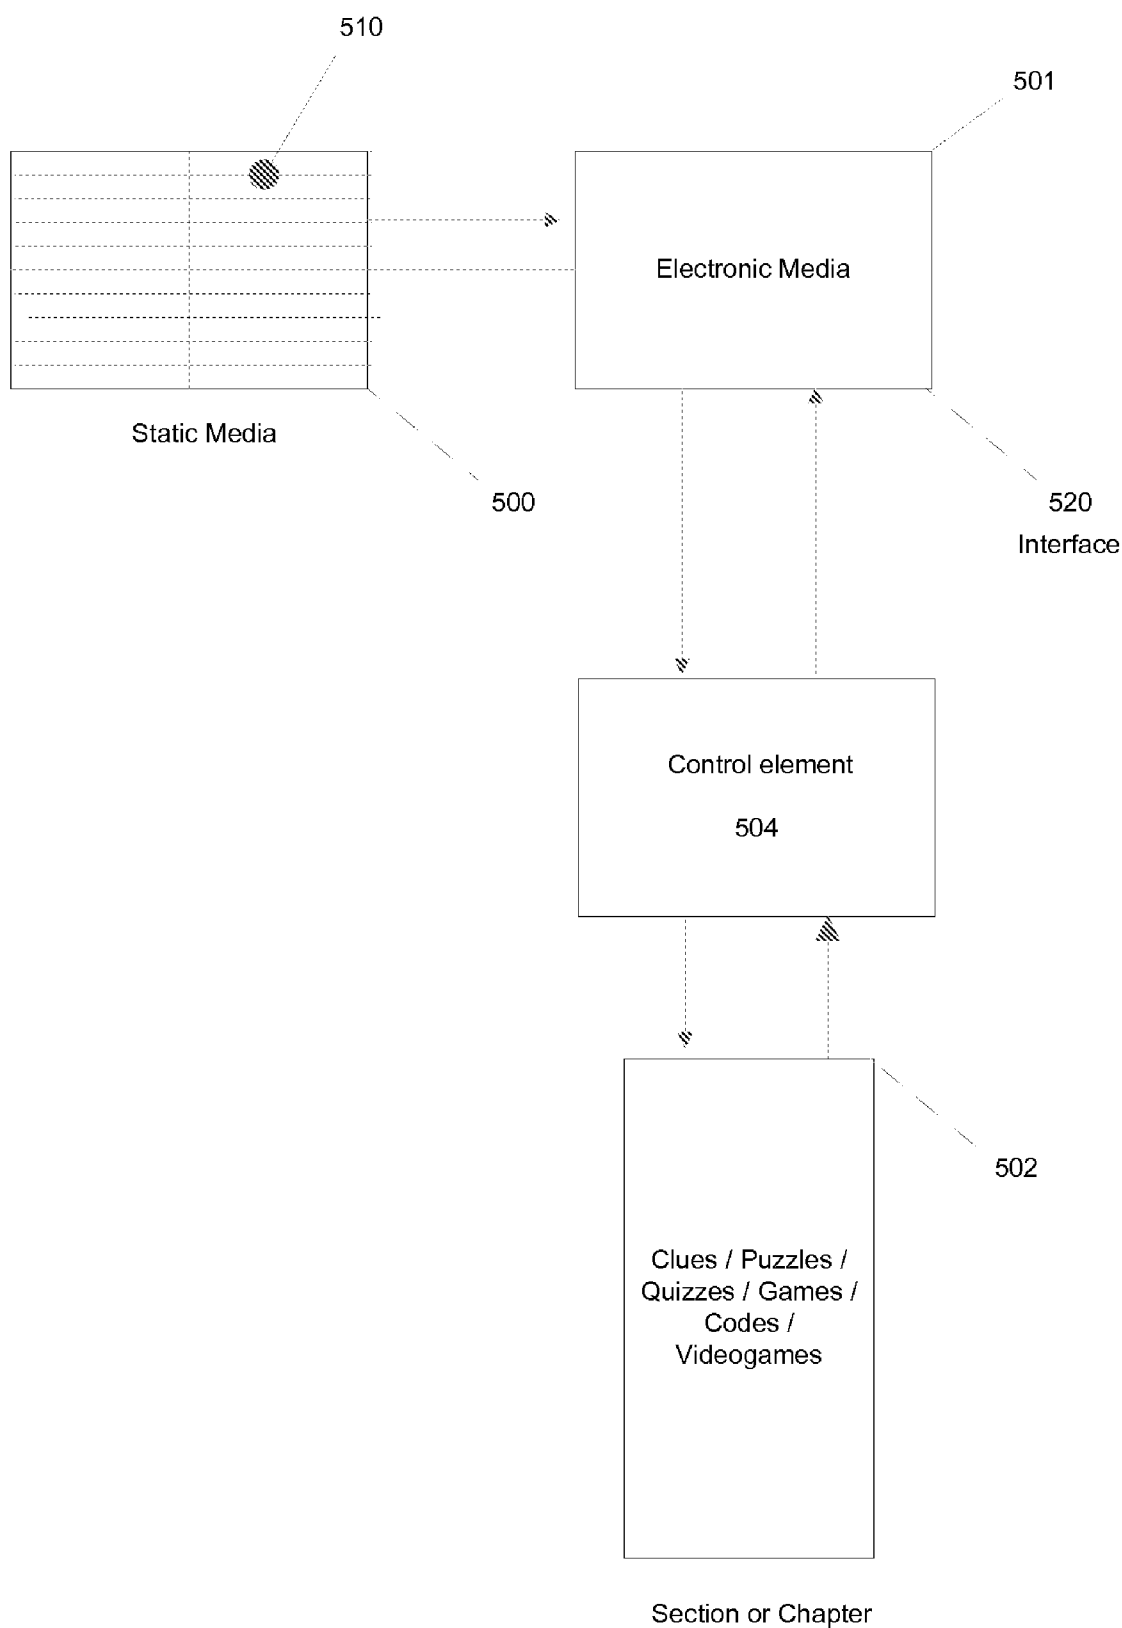 510
501
Electronic Media
Static Media
500
520
Interface
Control element
504
502
Clues / Puzzles /
Quizzes / Games /
Codes /
Videogames
Section or Chapter